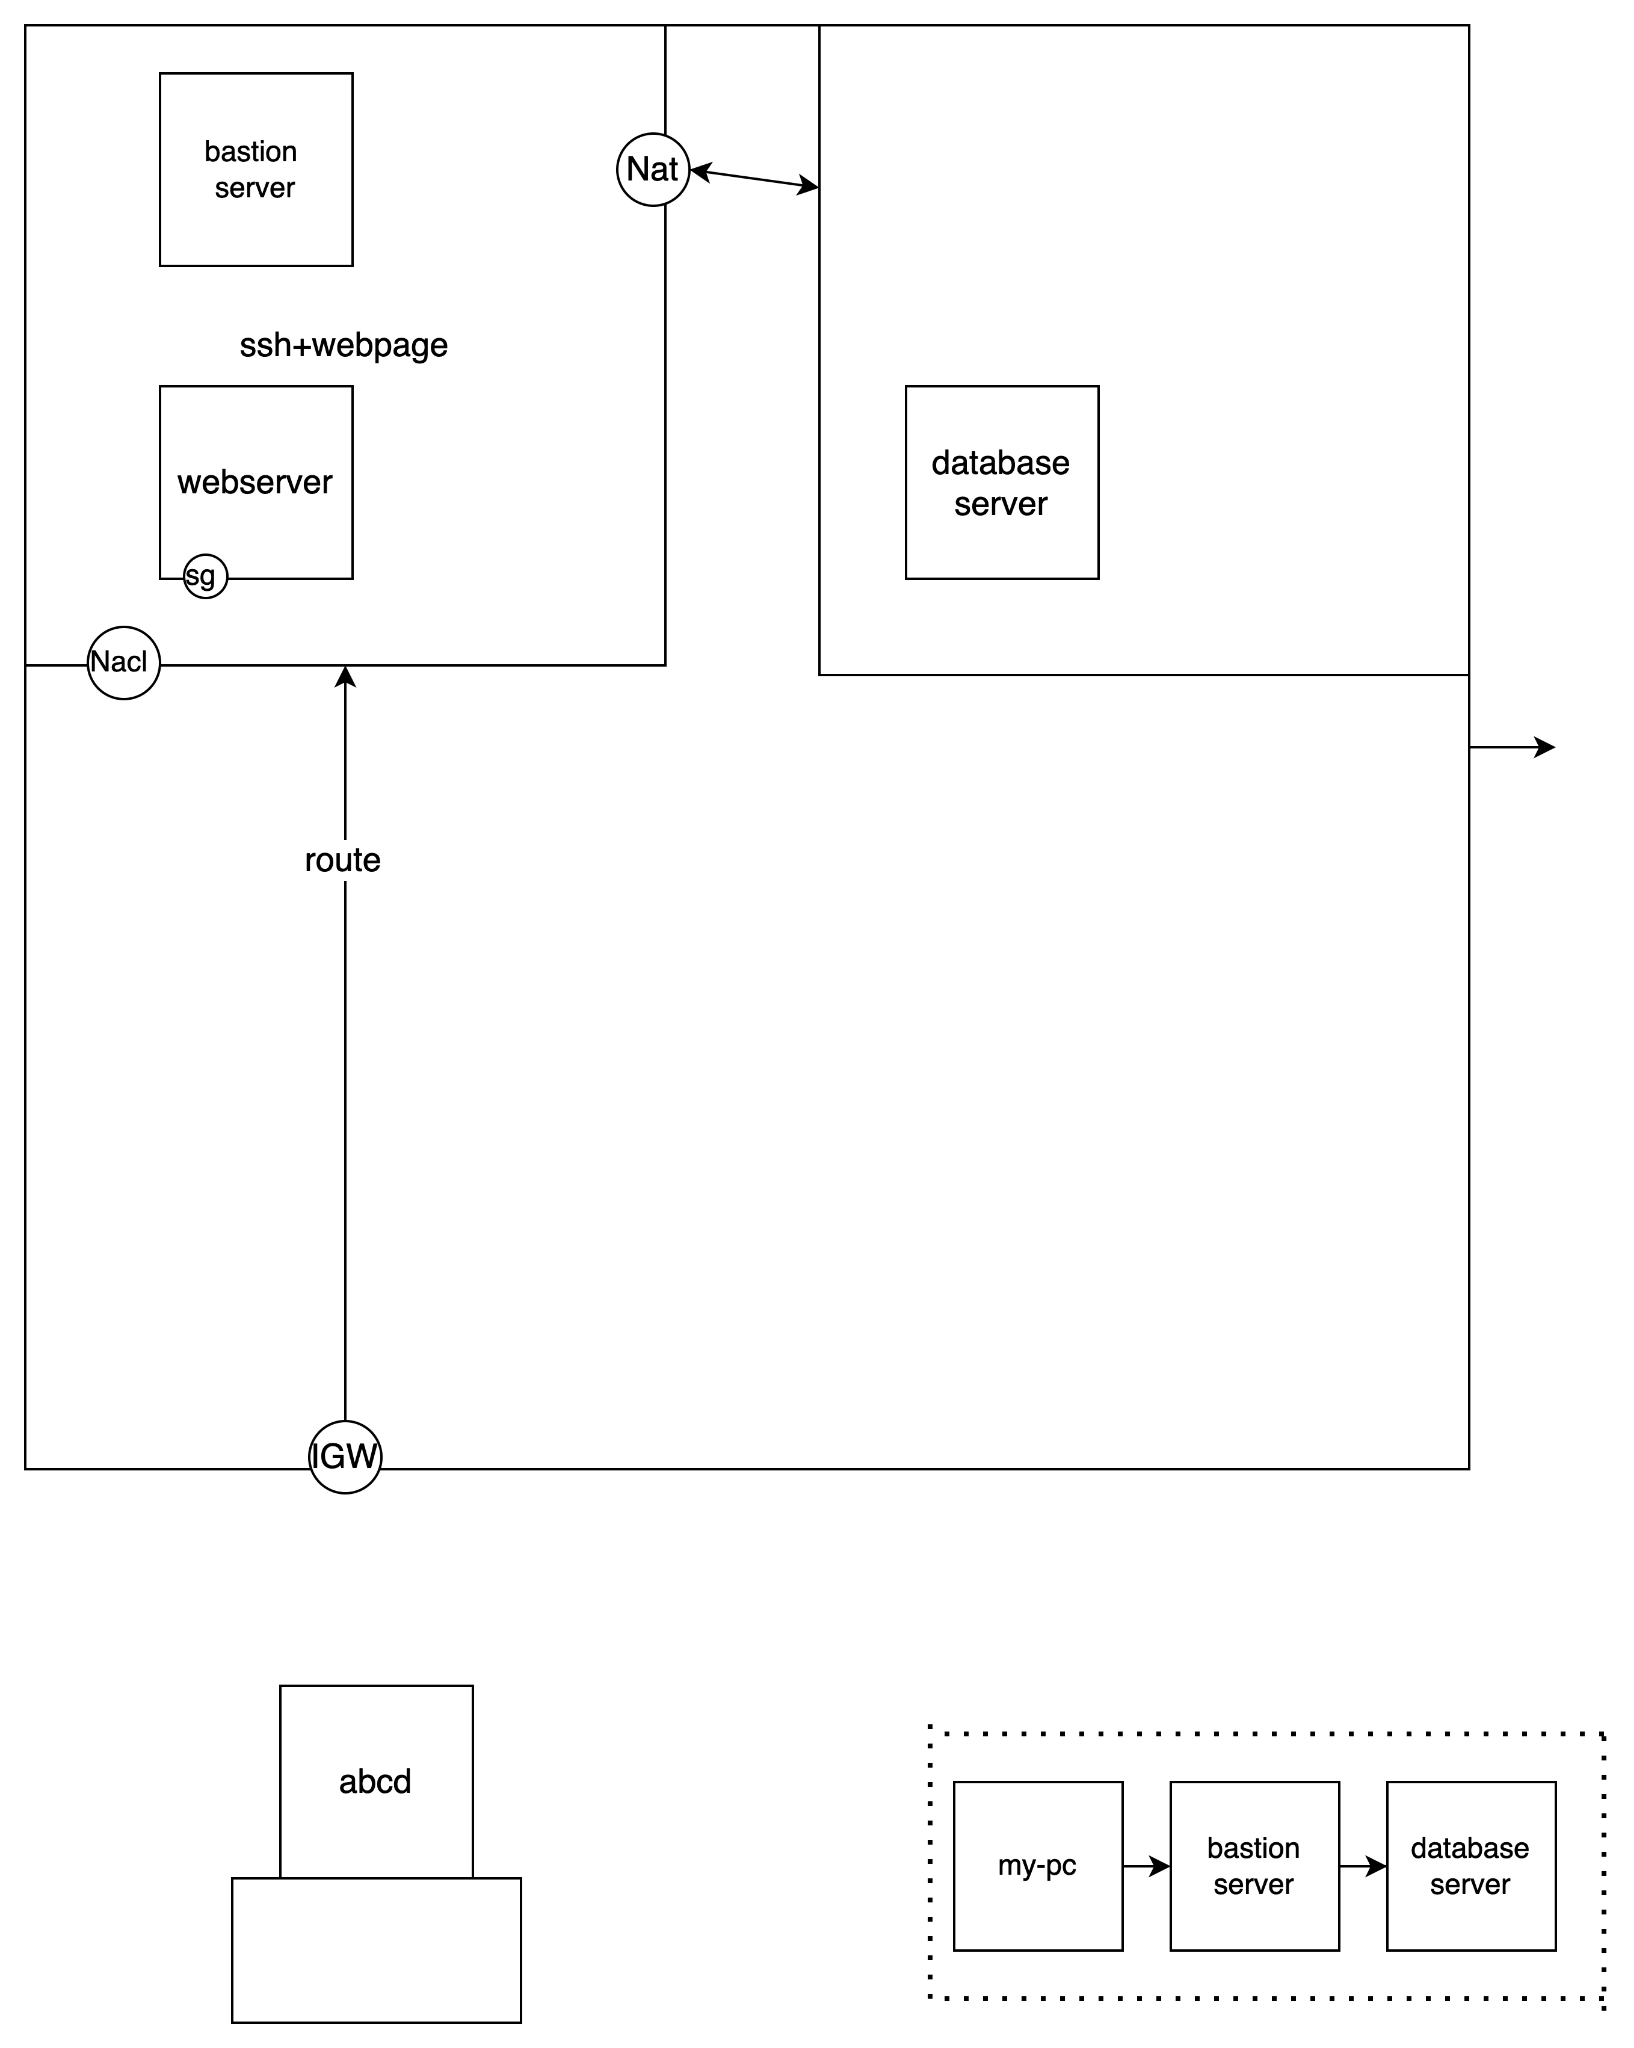 bastion
server
Nat
ssh+webpage
webserver
database
server
sg
Nacl
route
IGW
abcd
my-pc
bastion
server
database
server